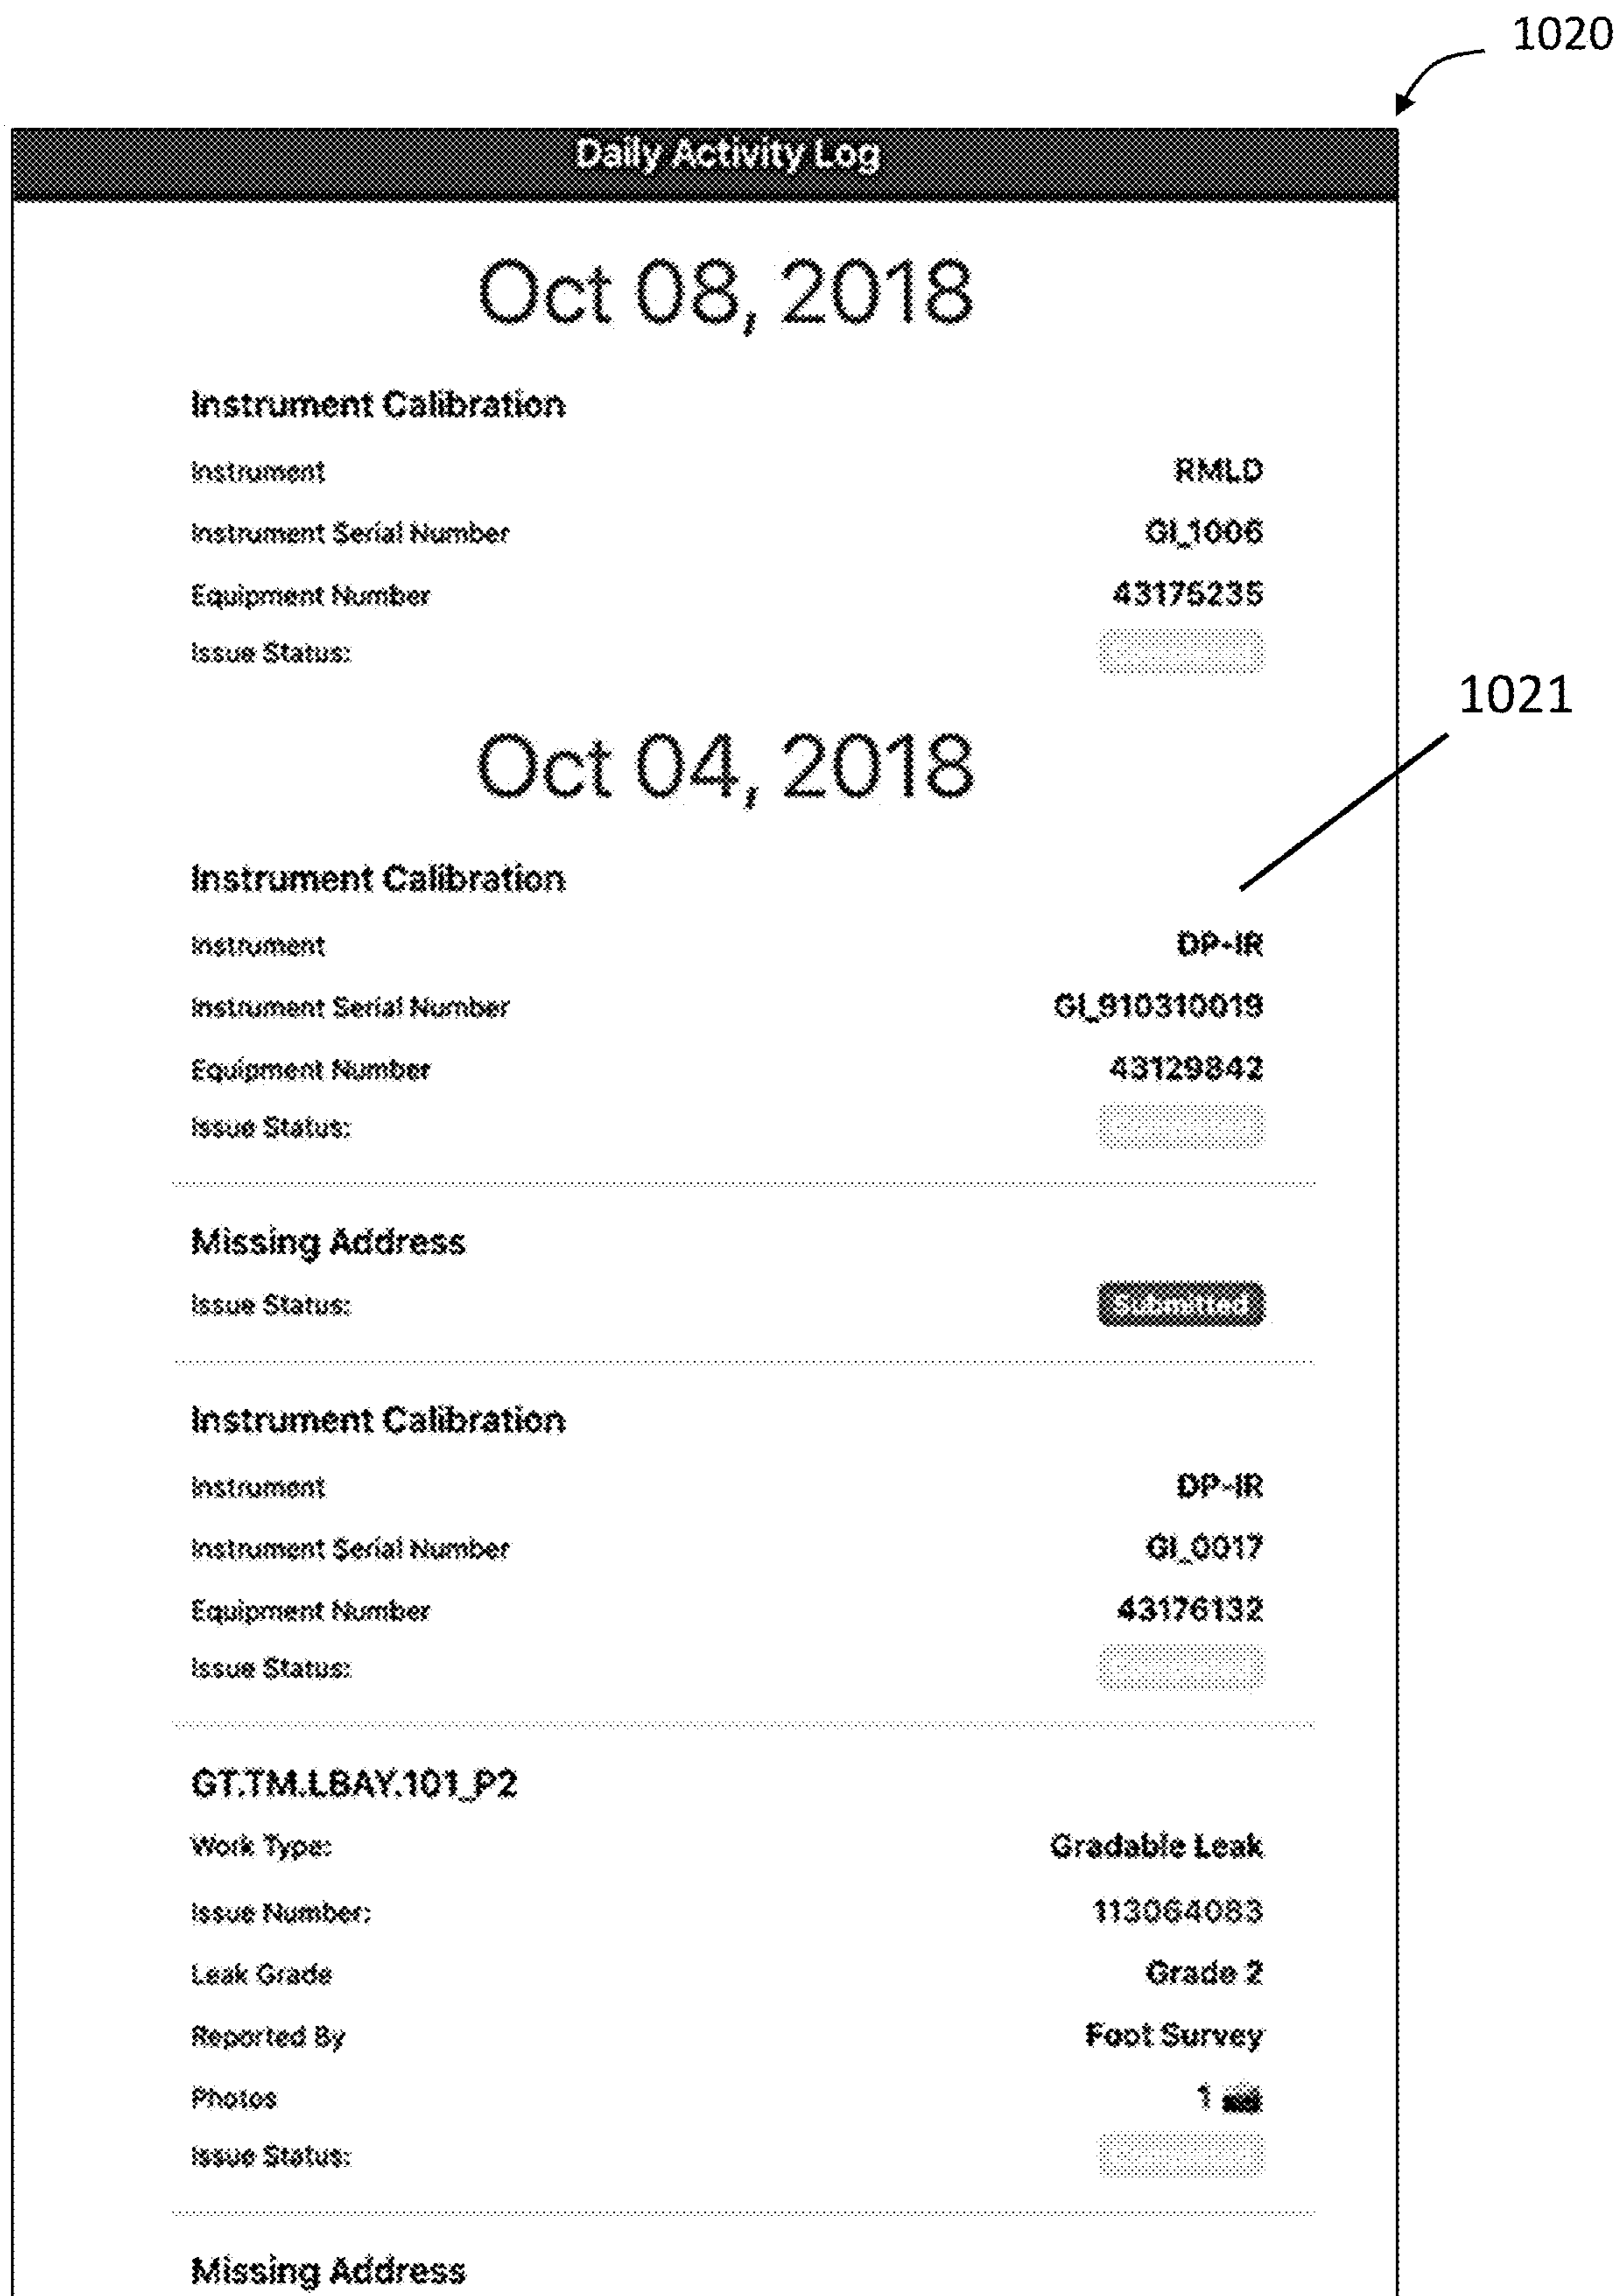 1020
Daily Activity Log
Oct 08, 2018
Instrument Calibration
Instrument RMLD
Instrument Serial Number GI_1006
Equipment Number 43175235
Issue Status:
1021
Oct 04, 2018
Instrument Calibration
Instrument DP-IR
Instrument Serial Number GI_910310019
Equipment Number 43129842
Issue Status:
Missing Address
Issue Status: Submitted
Instrument Calibration
Instrument DP-IR
Instrument Serial Number GI_0017
Equipment Number 43176132
Issue Status:
GT.TM.LBAY.101_P2
Work Type: Gradable Leak
Issue Number: 113064083
Leak Grade Grade 2
Reported By Foot Survey
Photos 1
Issue Status:
Missing Address